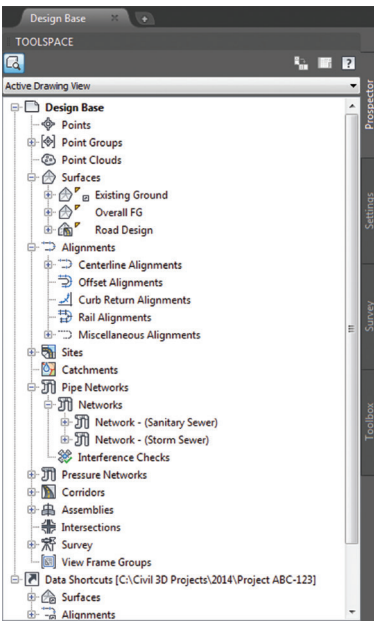 Design Base
TOOLSPACE
Active Drawing View
Design Base
Points
Point Groups
Point Clouds
Surfaces
Existing Ground
Overall FG
Road Design
Alignments
Centerline Alignments
Offset Alignments
Curb Return Alignments
Rail Alignments
Miscellaneous Alignments
Sites
Catchments
Pipe Networks
Networks
Network - (Sanitary Sewer)
Network - (Storm Sewer)
Interference Checks
Pressure Networks
Corridors
Assemblies
Intersections
Survey
View Frame Groups
Data Shortcuts [C:\Civil 3D Projects\2014\Project ABC-123]
Surfaces
Alignments
Prospector
Settings
Survey
Toolbox